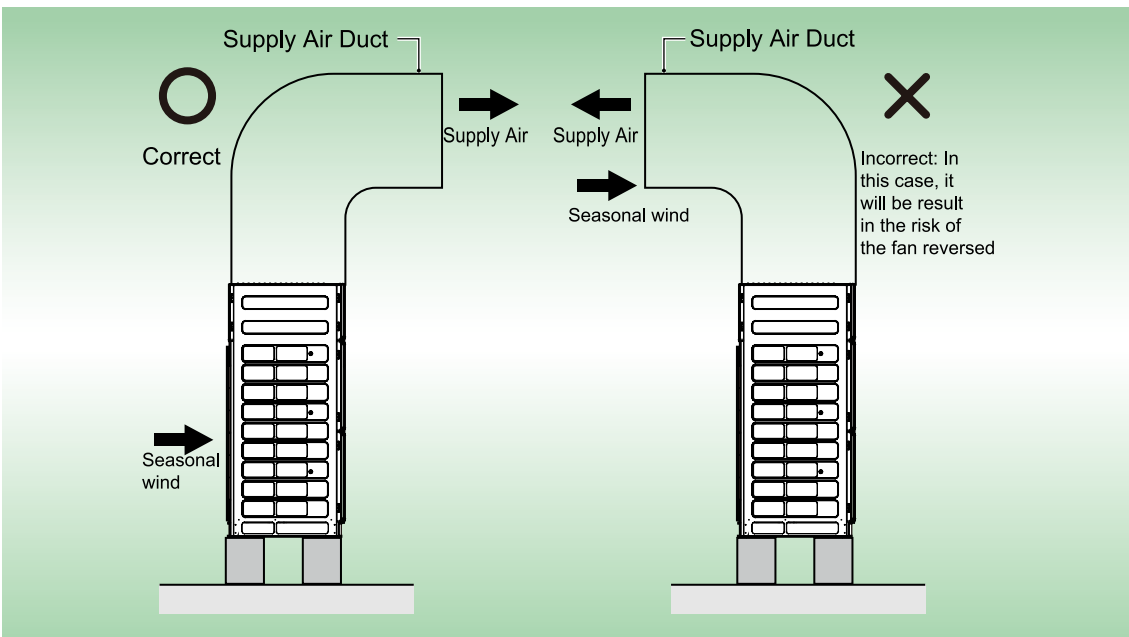 Supply Air Duct
Correct
Supply Air
Seasonal
wind
Supply Air Duct
Supply Air
Seasonal wind
Incorrect: In
this case, it
will be result
in the risk of
the fan reversed